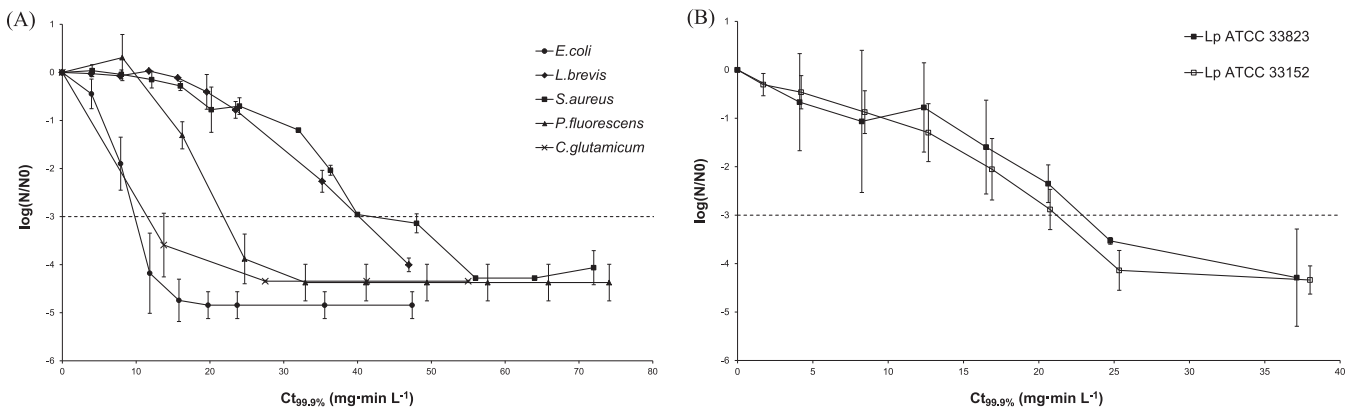 (A)
log(N/N0)
1
0
-1
-2
-3
-4
-5
-6
0
10
20
30
40
50
60
70
80
Ct99.9% (mg·min L-1)
E.coli
L.brevis
S.aureus
P.fluorescens
C.glutamicum
(B)
log(N/N0)
1
0
-1
-2
-3
-4
-5
-6
0
5
10
15
20
25
30
35
40
Ct99.9% (mg·min L-1)
Lp ATCC 33823
Lp ATCC 33152